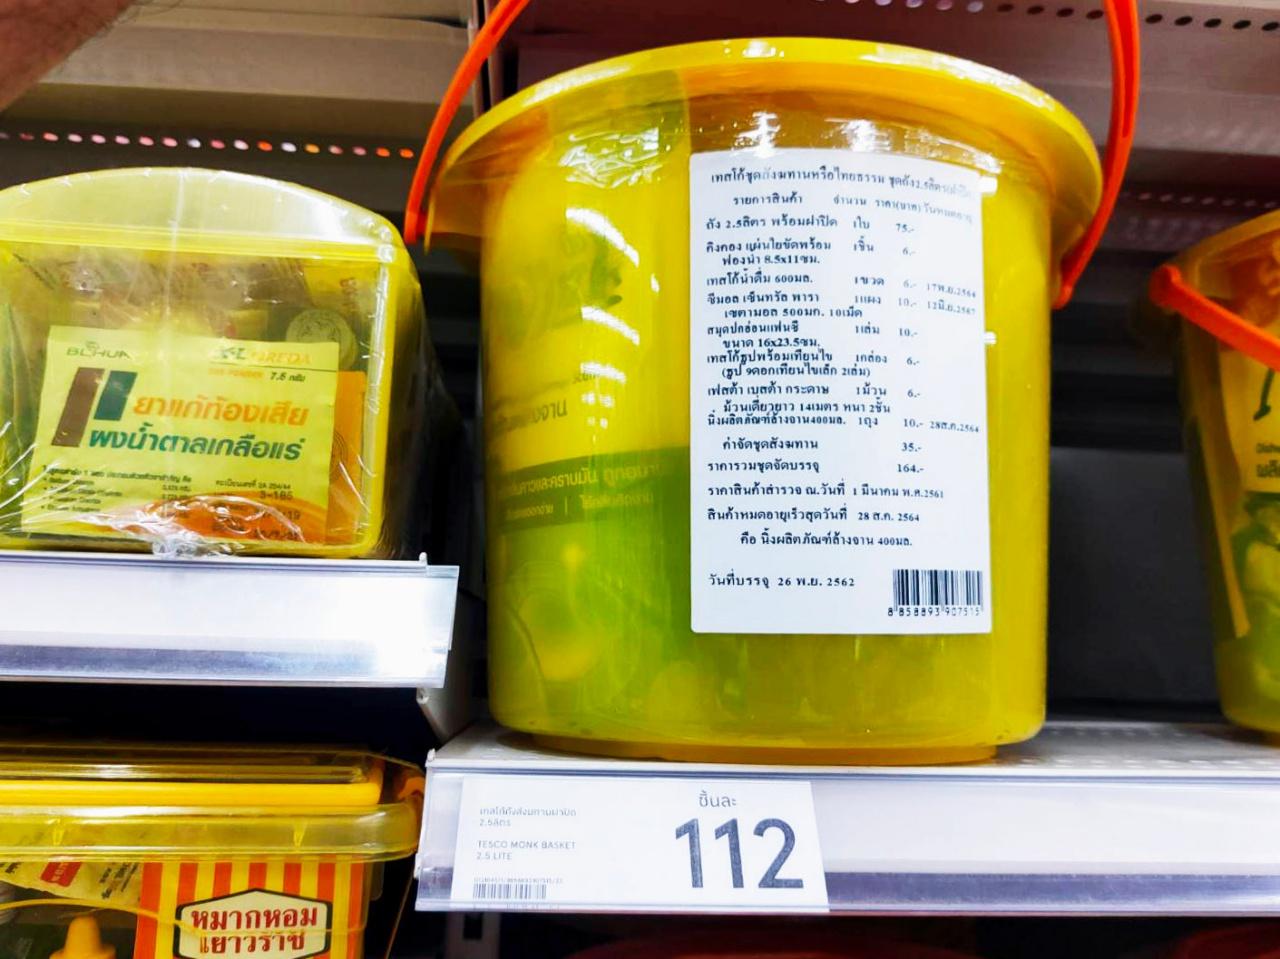 เทสโก้ชุดสังฆทานหรือไทยธรรม ชุดถัง2.5ลิตร(ฝาปิด)
รายการสินค้า จำนวน ราคา(บาท) วันหมดอายุ
ถัง 2.5ลิตร พร้อมฝาปิด 1ใบ 75.-
คิงคอง แผ่นใยขัดพร้อม 1ชิ้น 6.-
ฟองน้ำ 8.5x11ซม.
เทสโก้น้ำดื่ม 600มล. 1ขวด 6.- 17พ.ย.2564
ซีมอล เซ็นทรัล พารา 1แผง 10.- 12มิ.ย.2567
เซตามอล 500มก. 10เม็ด
สมุดปกอ่อนแฟนซี 1เล่ม 10.-
ขนาด 16x23.5ซม.
เทสโก้ธูปพร้อมเทียนไข 1กล่อง 6.-
(ธูป 9ดอกเทียนไขเล็ก 2เล่ม)
เฟสต้า เบสต้า กระดาษ 1ม้วน 6.-
ม้วนเดี่ยวยาว 14เมตร หนา 2ชั้น
นิ่งผลิตภัณฑ์ล้างจาน400มล. 1ถุง 10.- 28ส.ค.2564
ค่าจัดชุดสังฆทาน 35.-
ราคารวมชุดจัดบรรจุ 164.-
ราคาสินค้าสำรวจ ณ.วันที่ 1 มีนาคม พ.ศ.2561
สินค้าหมดอายุเร็วสุดวันที่ 28 ส.ค. 2564
คือ นิ่งผลิตภัณฑ์ล้างจาน 400มล.
วันที่บรรจุ 26 พ.ย. 2562
8 858893 907515
BLHUA GREDA
7.5 กรัม
ยาแก้ท้องเสีย
ผงน้ำตาลเกลือแร่
เทสโก้ถังสังฆทานฝาปิด
2.5ลิตร
TESCO MONK BASKET
2.5 LITE
ชิ้นละ
112
หมากหอม
เยาวราช